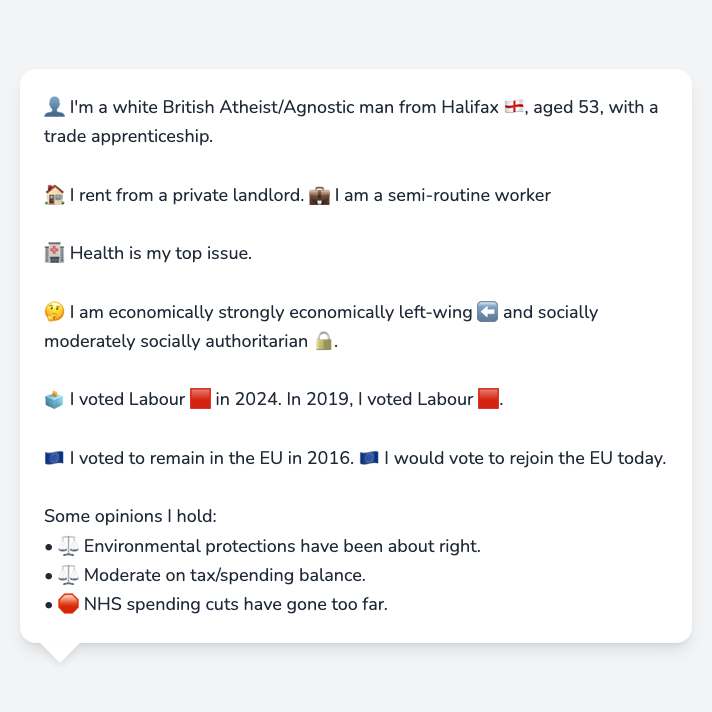 👤 I'm a white British Atheist/Agnostic man from Halifax 🏴󠁧󠁢󠁥󠁮󠁧󠁿, aged 53, with a
trade apprenticeship.
🏠 I rent from a private landlord. 💼 I am a semi-routine worker
🏥 Health is my top issue.
🤔 I am economically strongly economically left-wing ⬅️ and socially
moderately socially authoritarian 🔒.
🗳️ I voted Labour 🟥 in 2024. In 2019, I voted Labour 🟥.
🇪🇺 I voted to remain in the EU in 2016. 🇪🇺 I would vote to rejoin the EU today.
Some opinions I hold:
• ⚖️ Environmental protections have been about right.
• ⚖️ Moderate on tax/spending balance.
• 🛑 NHS spending cuts have gone too far.